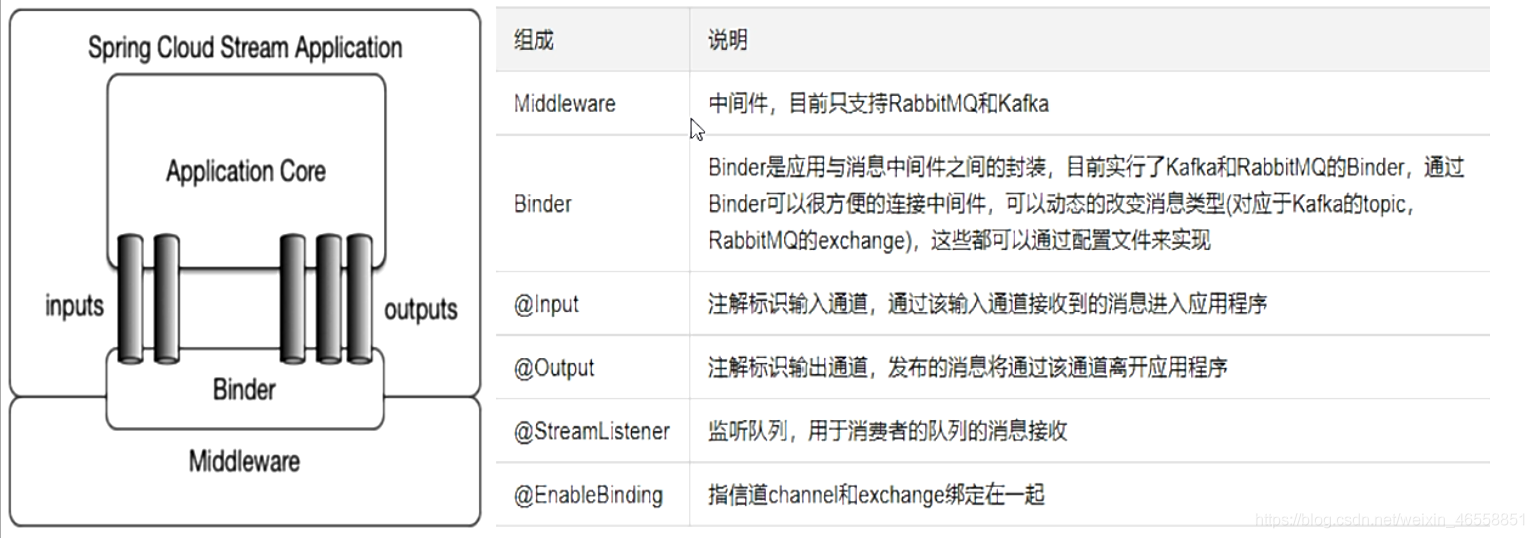 Spring Cloud Stream Application
Application Core
inputs
outputs
Binder
Middleware
组成 说明
Middleware 中间件，目前只支持RabbitMQ和Kafka
Binder Binder是应用与消息中间件之间的封装，目前实行了Kafka和RabbitMQ的Binder，通过
Binder可以很方便的连接中间件，可以动态的改变消息类型(对应于Kafka的topic，
RabbitMQ的exchange)，这些都可以通过配置文件来实现
@Input 注解标识输入通道，通过该输入通道接收到的消息进入应用程序
@Output 注解标识输出通道，发布的消息将通过该通道离开应用程序
@StreamListener 监听队列，用于消费者的队列的消息接收
@EnableBinding 指信道channel和exchange绑定在一起
https://blog.csdn.net/weixin_46558851